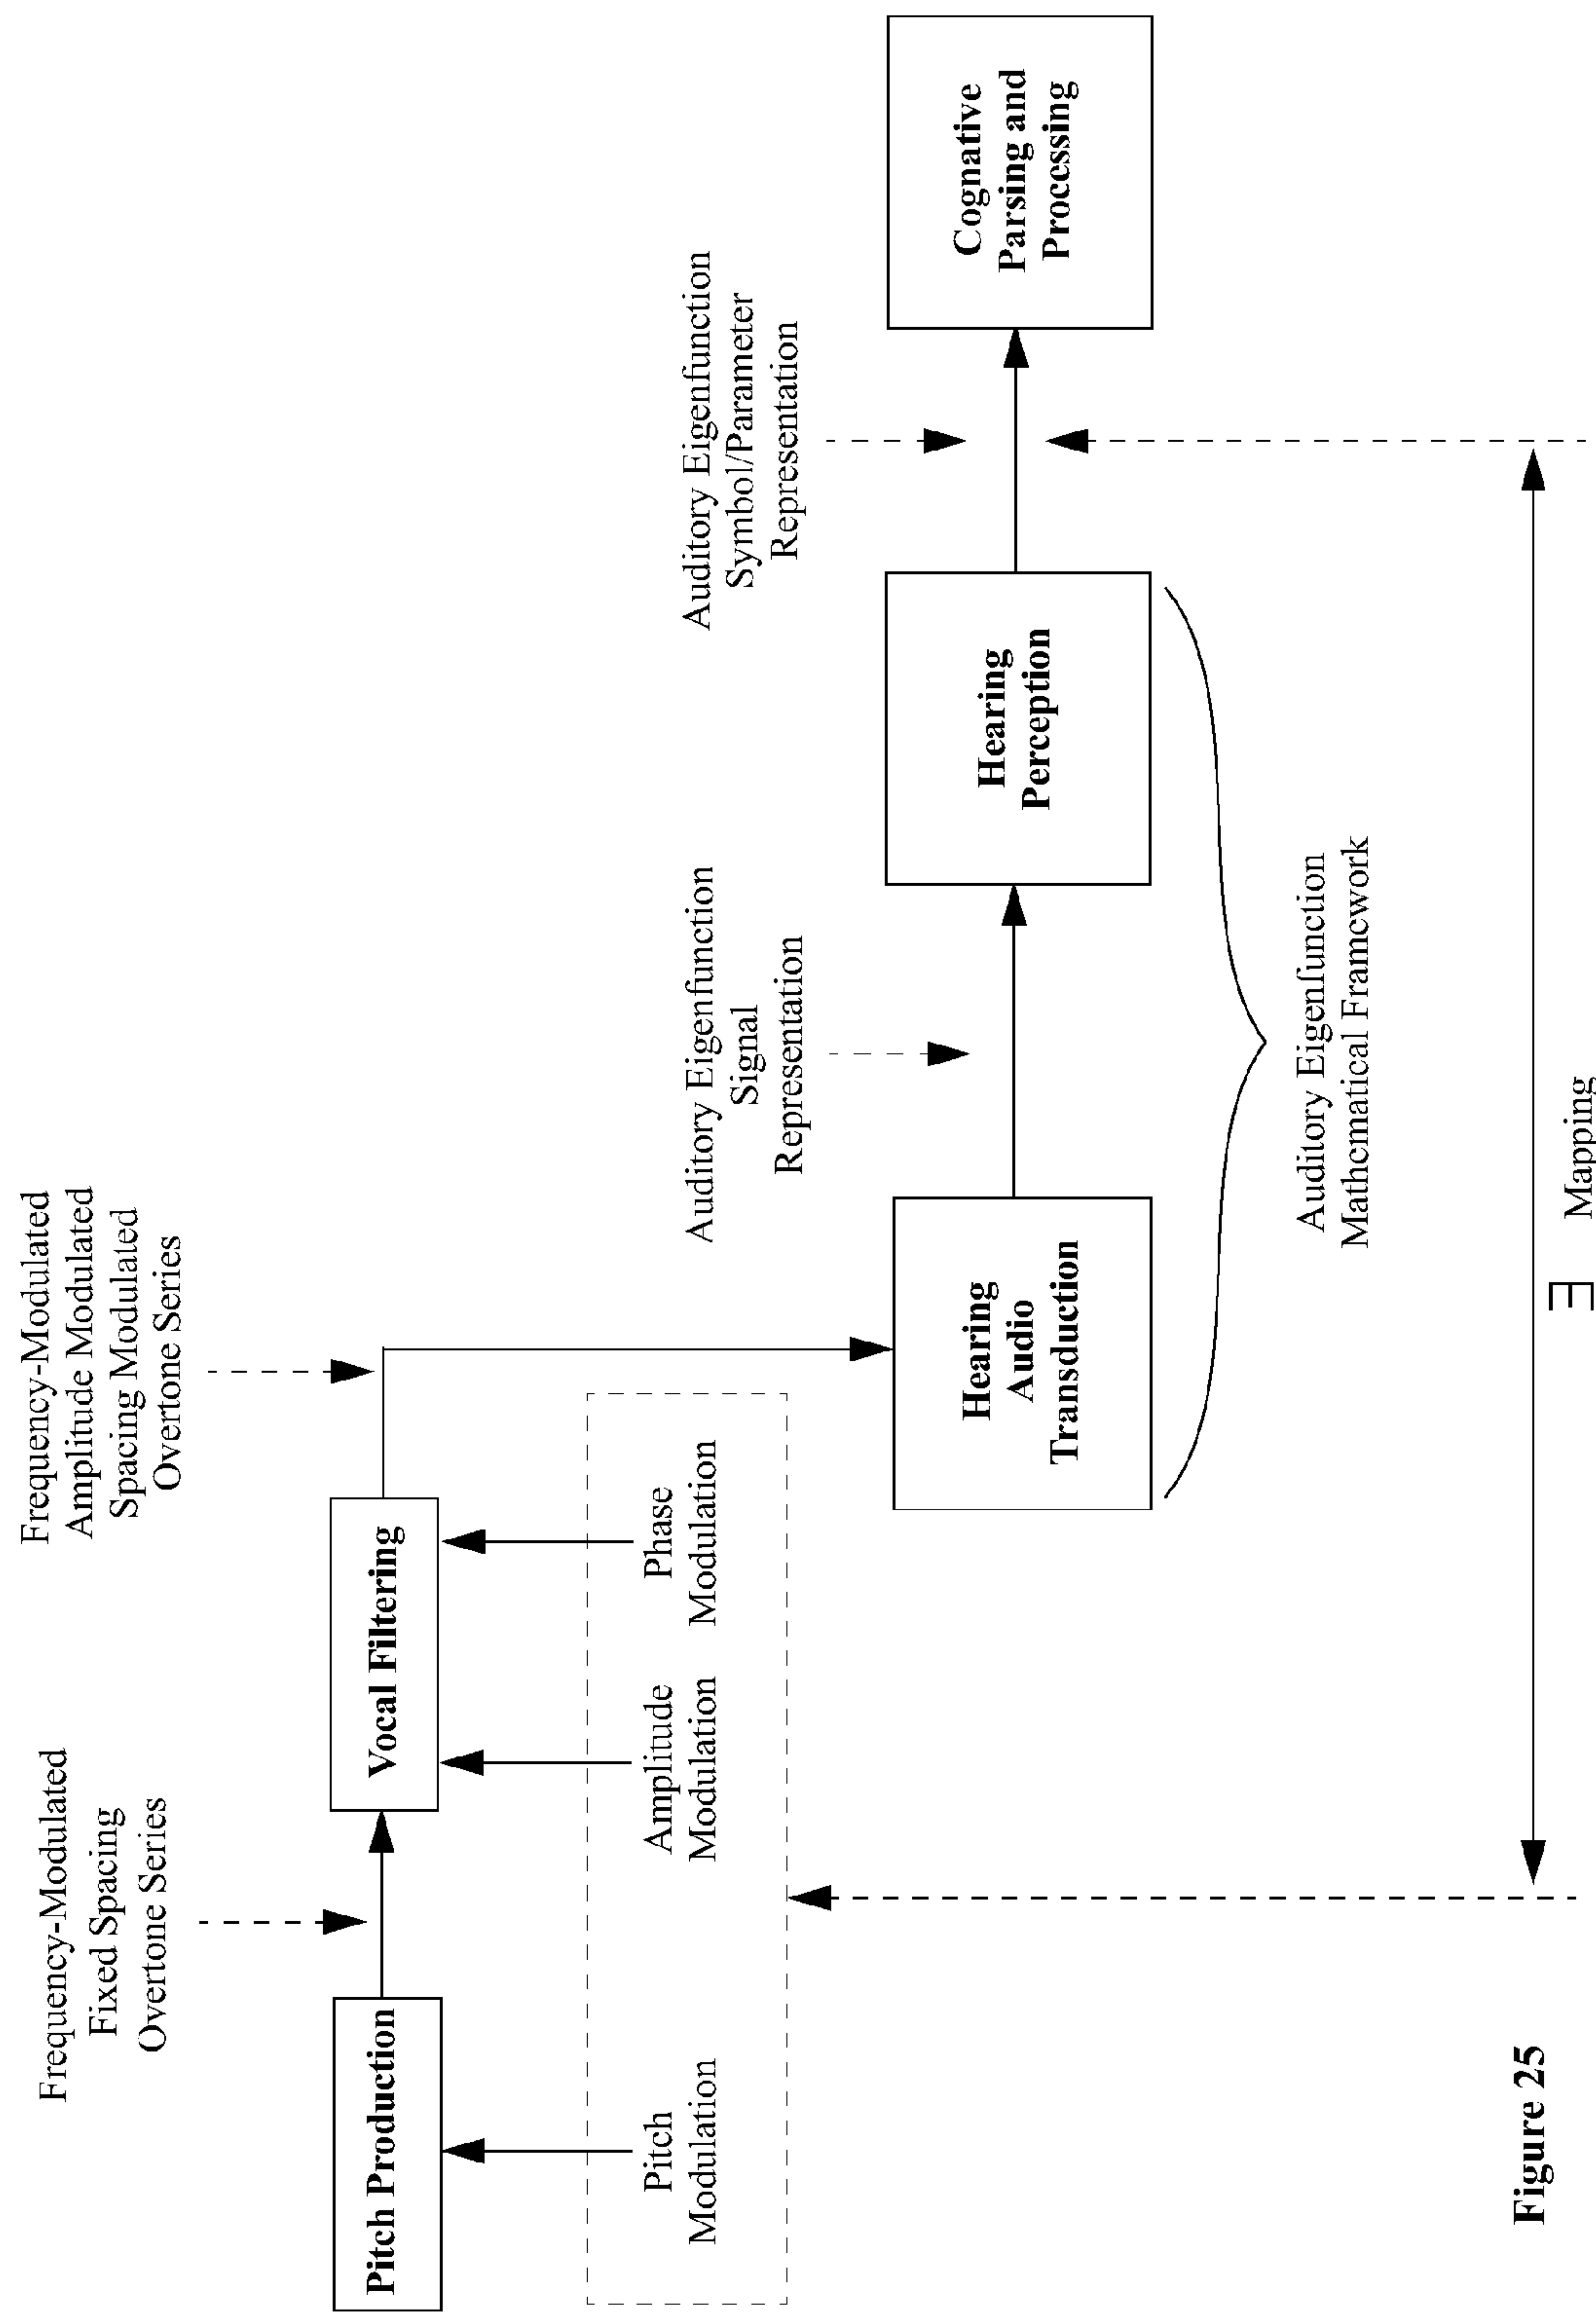 Frequency-Modulated
Fixed Spacing
Overtone Series
Frequency-Modulated
Amplitude Modulated
Spacing Modulated
Overtone Series
Pitch Production
Vocal Filtering
Pitch
Modulation
Amplitude
Modulation
Phase
Modulation
Auditory Eigenfunction
Signal
Representation
Auditory Eigenfunction
Symbol/Parameter
Representation
Hearing
Audio
Transduction
Hearing
Perception
Cognative
Parsing and
Processing
Auditory Eigenfunction
Mathematical Framework
∃ Mapping
Figure 25